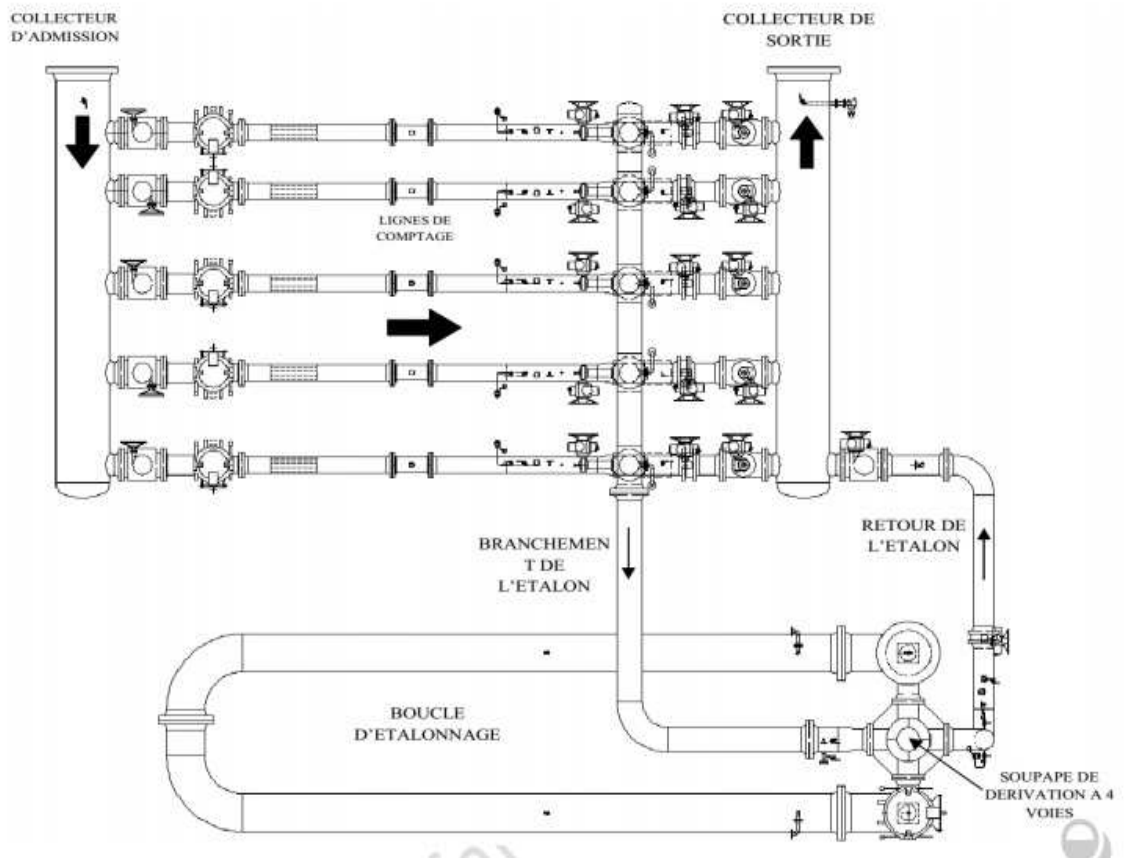 COLLECTEUR
D'ADMISSION
COLLECTEUR DE
SORTIE
LIGNES DE
COMPTAGE
BRANCHEMEN
T DE
L'ETALON
RETOUR DE
L'ETALON
BOUCLE
D'ETALONNAGE
SOUPAPE DE
DERIVATION A 4
VOIES